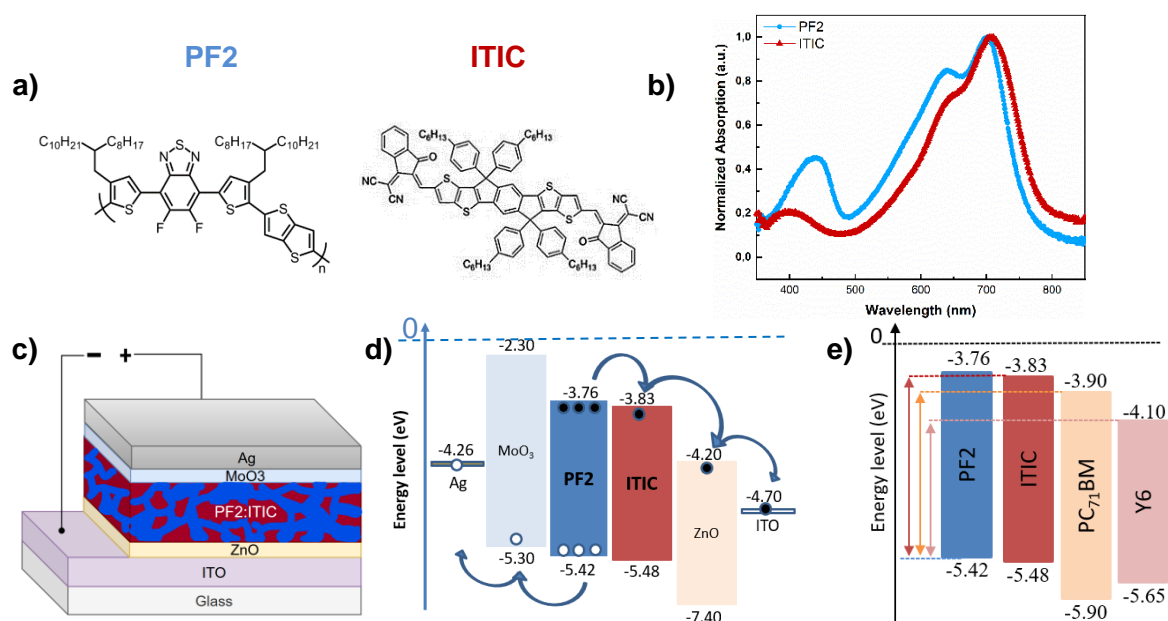 PF2
ITIC
a)
C10H21
C8H17
C8H17
C10H21
N
S
N
S
F
F
S
S
S
n
C6H13
C6H13
O
NC
CN
S
S
S
S
CN
CN
O
C6H13
C6H13
b)
PF2
ITIC
Normalized Absorption (a.u.)
1,0
0,8
0,6
0,4
0,2
0,0
400
500
600
700
800
Wavelength (nm)
c)
− +
Ag
MoO3
PF2:ITIC
ZnO
ITO
Glass
d)
0
Energy level (eV)
-4.26
Ag
-2.30
MoO3
-5.30
-3.76
PF2
-5.42
-3.83
ITIC
-5.48
-4.20
ZnO
-7.40
-4.70
ITO
e)
0
Energy level (eV)
-3.76
PF2
-5.42
-3.83
ITIC
-5.48
-3.90
PC71BM
-5.90
-4.10
Y6
-5.65